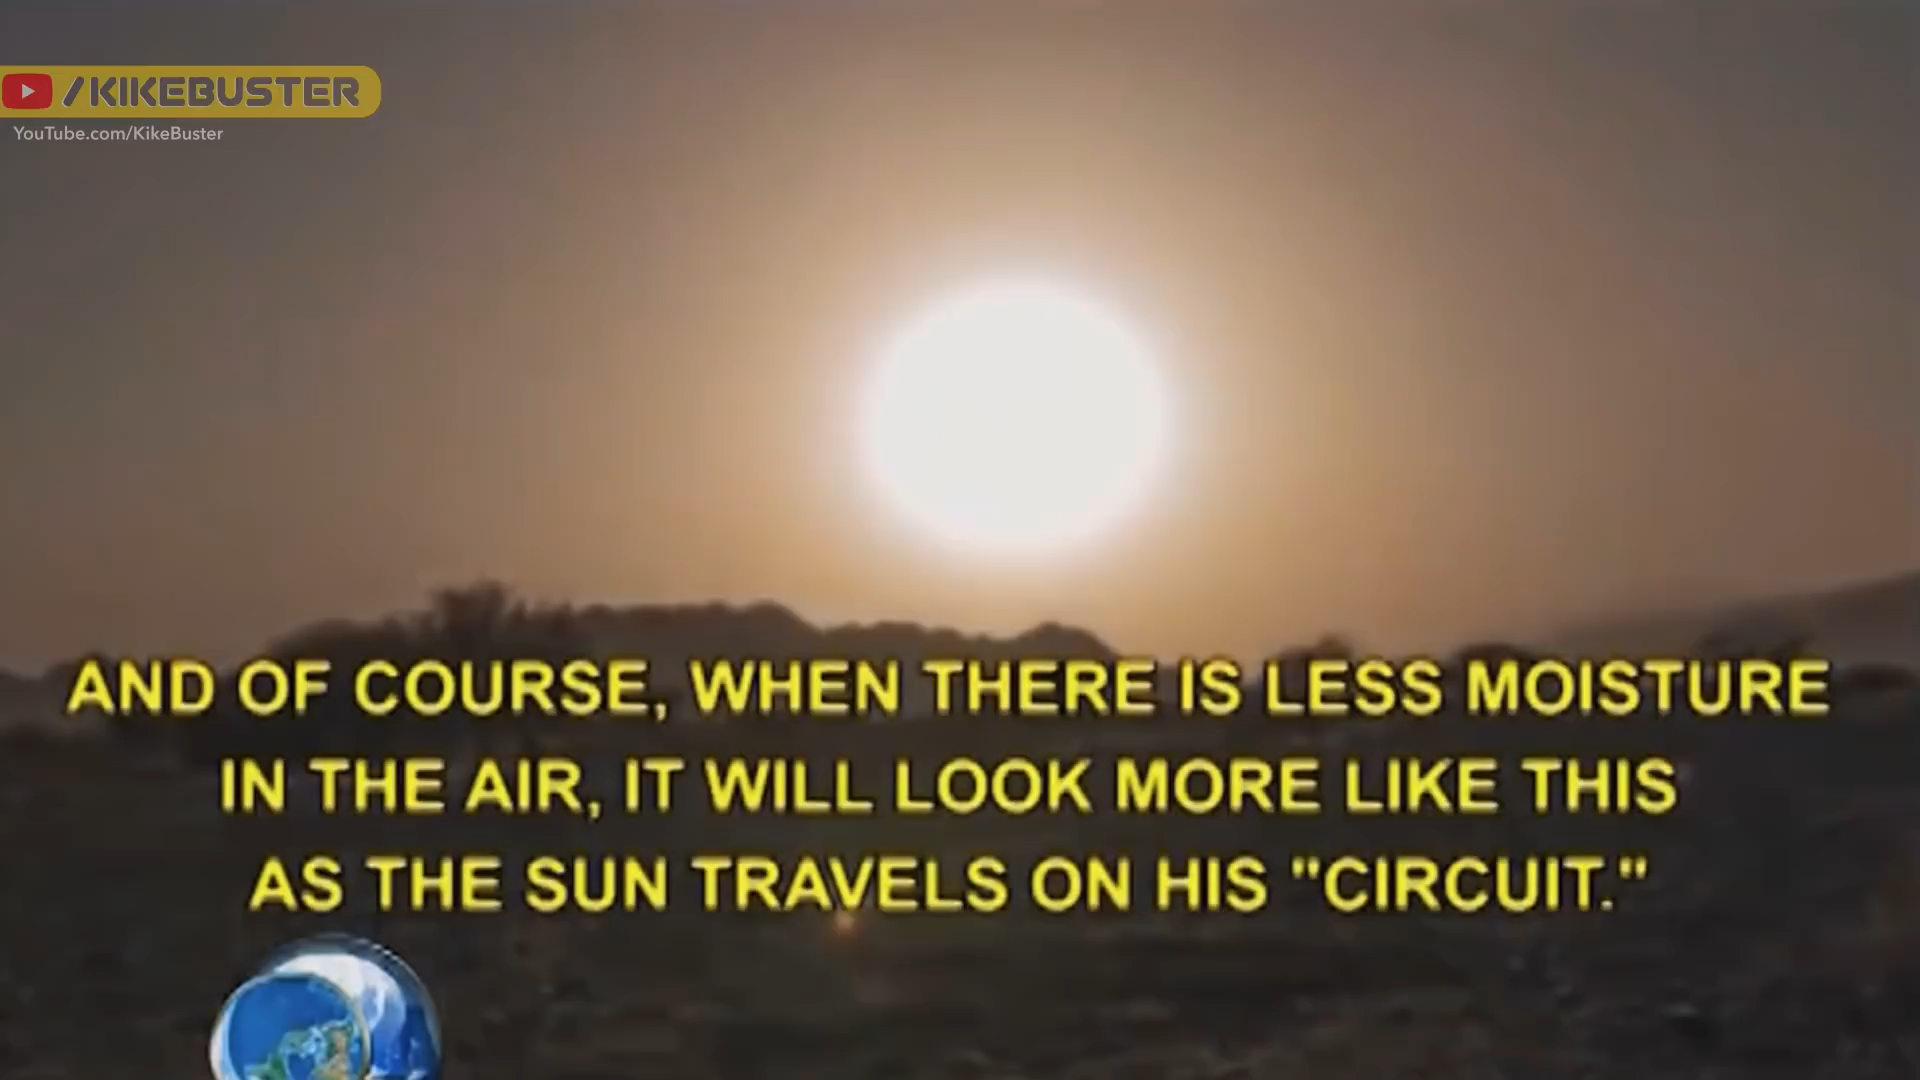 /KIKEBUSTER
YouTube.com/KikeBuster
AND OF COURSE, WHEN THERE IS LESS MOISTURE
IN THE AIR, IT WILL LOOK MORE LIKE THIS
AS THE SUN TRAVELS ON HIS "CIRCUIT."